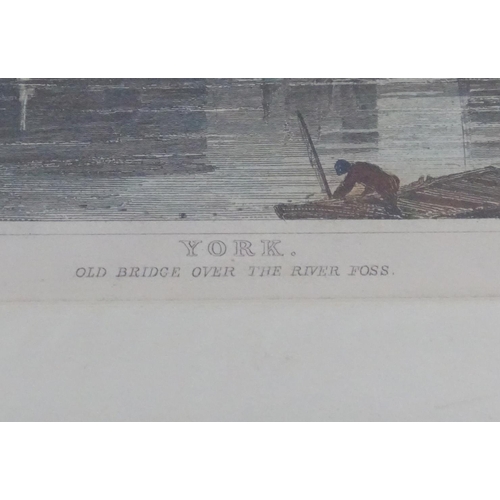 YORK.
OLD BRIDGE OVER THE RIVER FOSS.